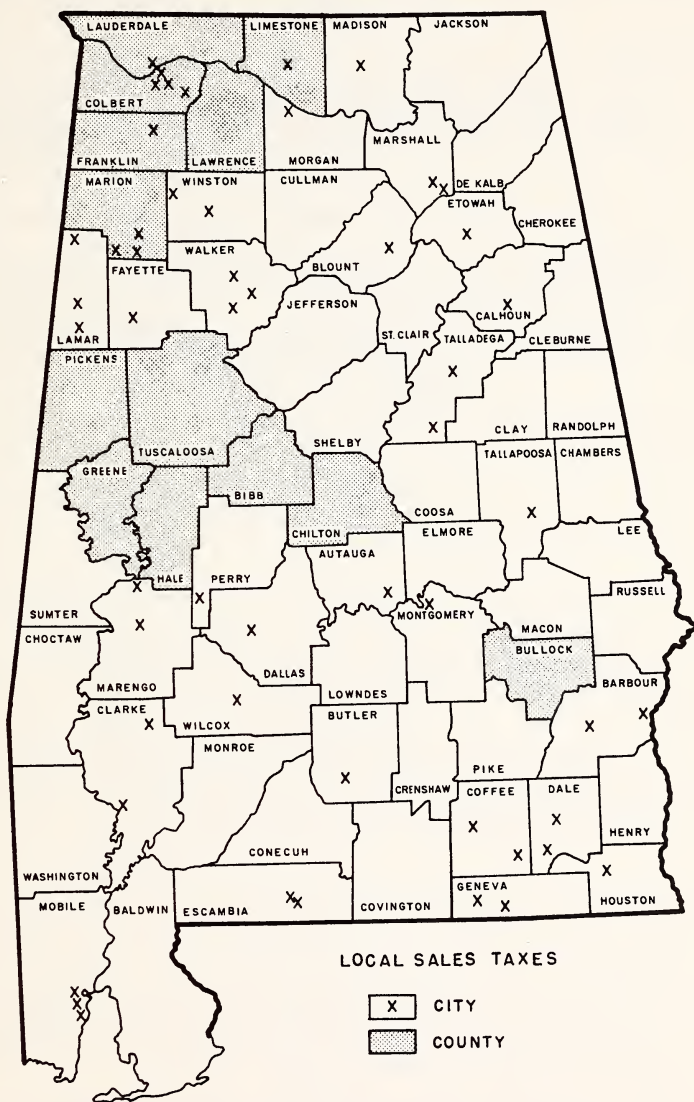 LAUDERDALE
LIMESTONE
MADISON
JACKSON
COLBERT
FRANKLIN
LAWRENCE
MORGAN
MARSHALL
DE KALB
MARION
WINSTON
CULLMAN
ETOWAH
CHEROKEE
WALKER
BLOUNT
FAYETTE
JEFFERSON
CALHOUN
LAMAR
ST. CLAIR
TALLADEGA
CLEBURNE
PICKENS
TUSCALOOSA
SHELBY
CLAY
RANDOLPH
GREENE
BIBB
TALLAPOOSA
CHAMBERS
COOSA
CHILTON
ELMORE
LEE
AUTAUGA
HALE
PERRY
RUSSELL
SUMTER
MONTGOMERY
MACON
CHOCTAW
BULLOCK
DALLAS
BARBOUR
MARENGO
LOWNDES
CLARKE
WILCOX
BUTLER
MONROE
PIKE
CRENSHAW
COFFEE
DALE
HENRY
CONECUH
WASHINGTON
GENEVA
MOBILE
BALDWIN
ESCAMBIA
COVINGTON
HOUSTON
LOCAL SALES TAXES
X CITY
COUNTY